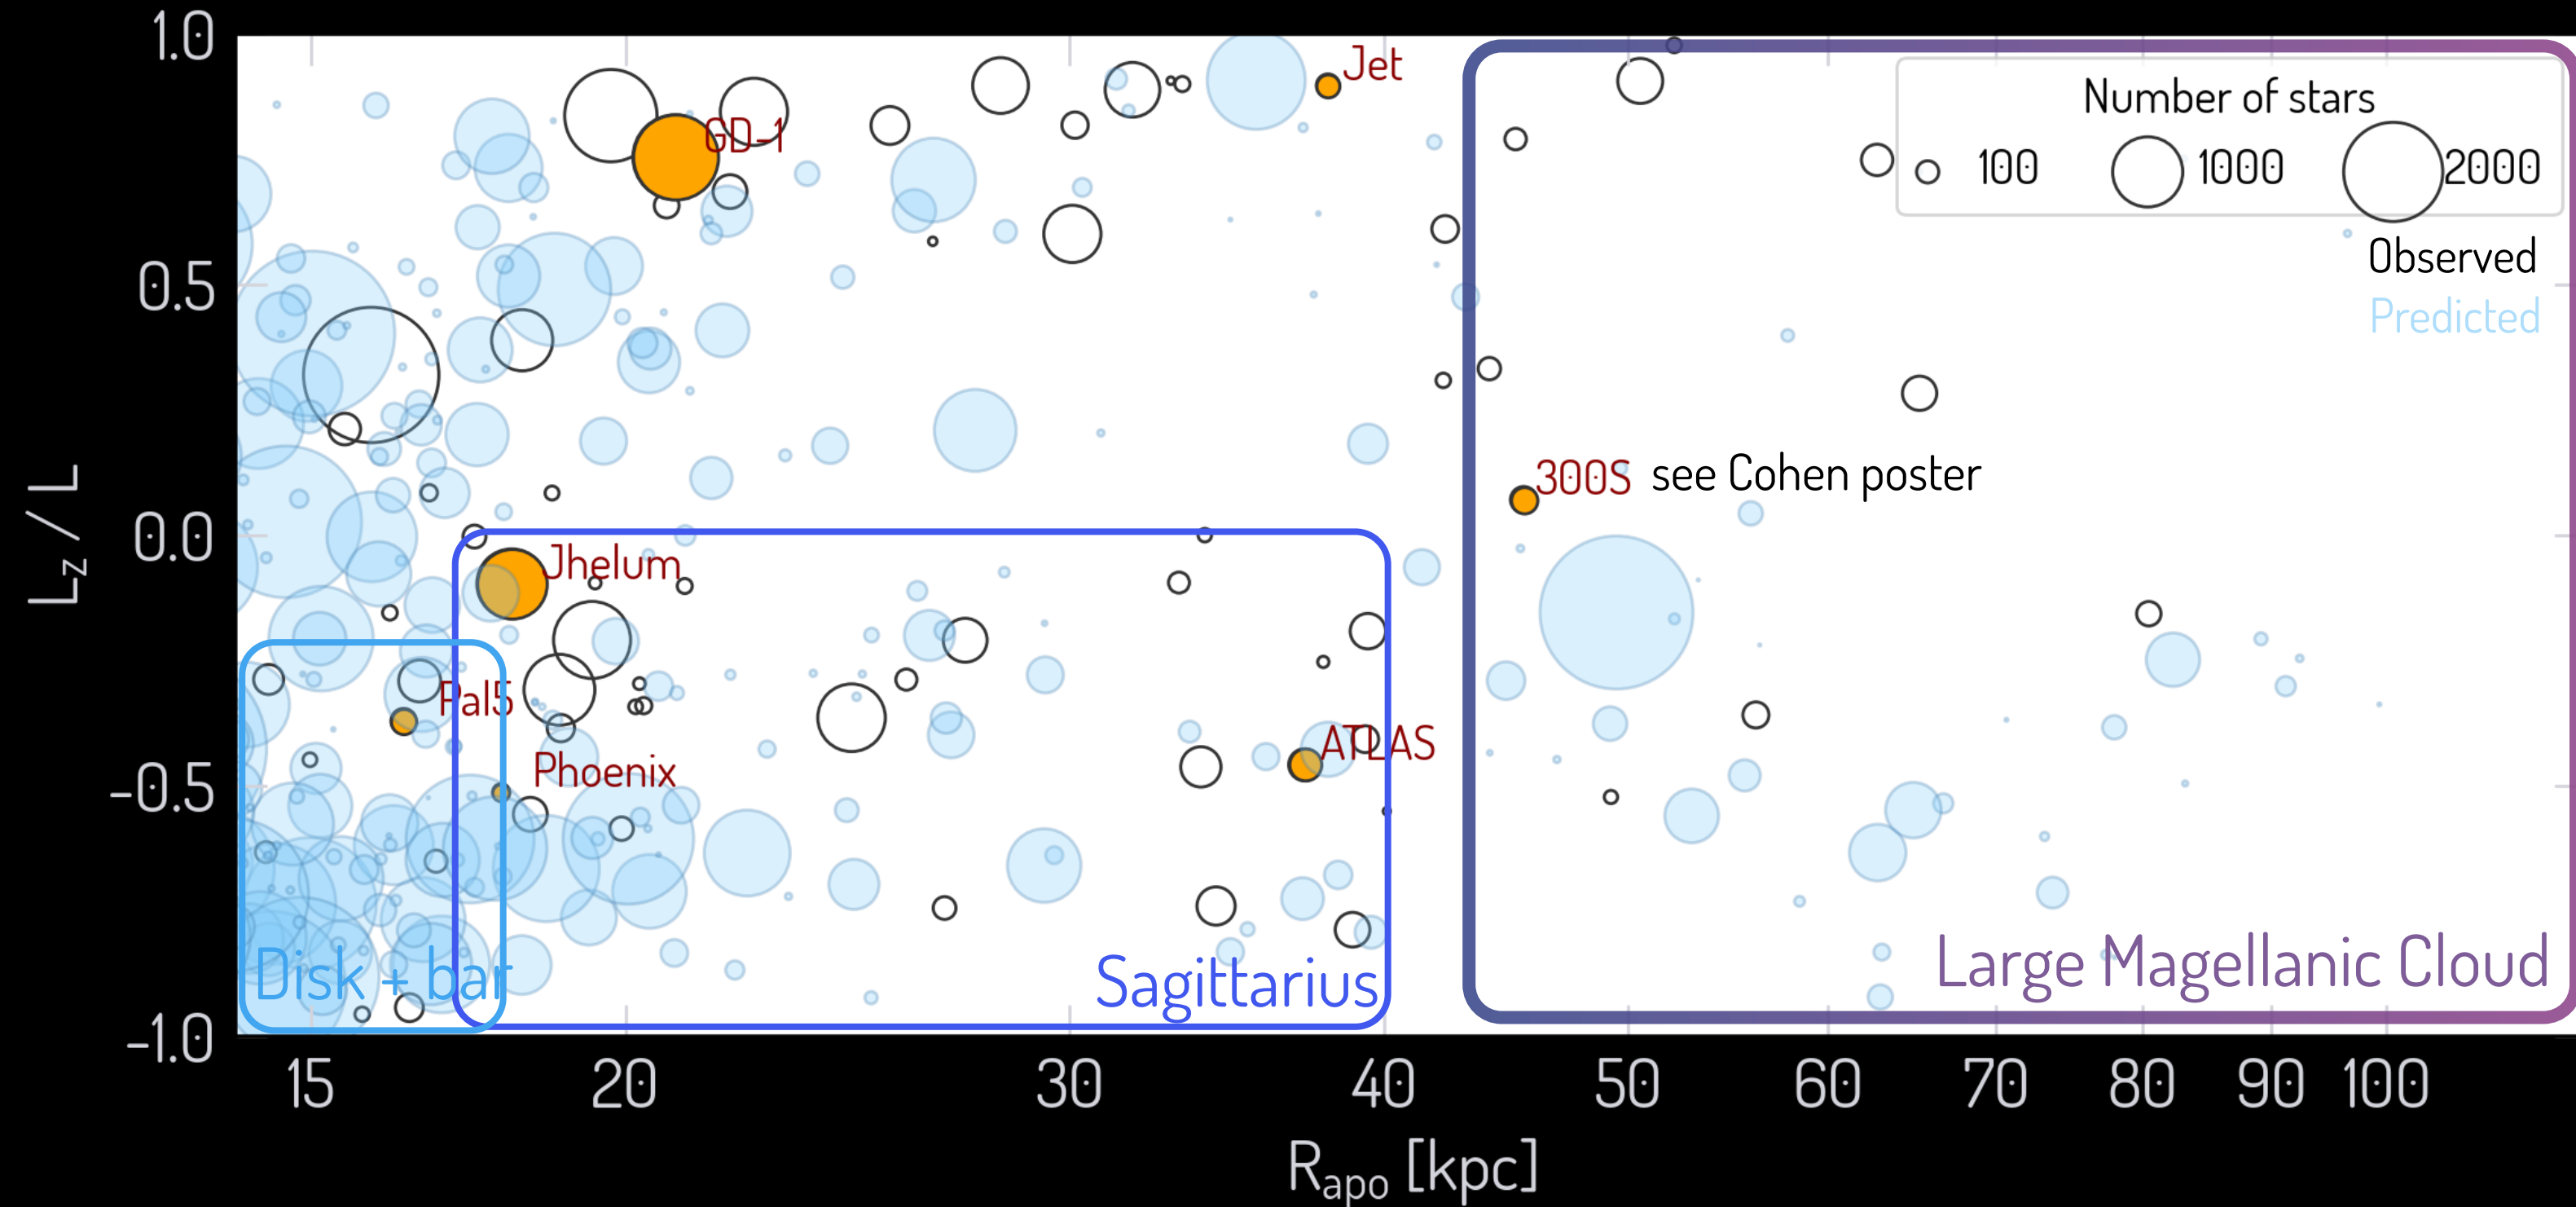 1.0
0.5
0.0
-0.5
-1.0
Lz / L
Jet
GD-1
Number of stars
100 1000 2000
Observed
Predicted
300S see Cohen poster
Jhelum
Pal5
Phoenix
ATLAS
Disk + bar
Sagittarius
Large Magellanic Cloud
15 20 30 40 50 60 70 80 90 100
Rapo [kpc]